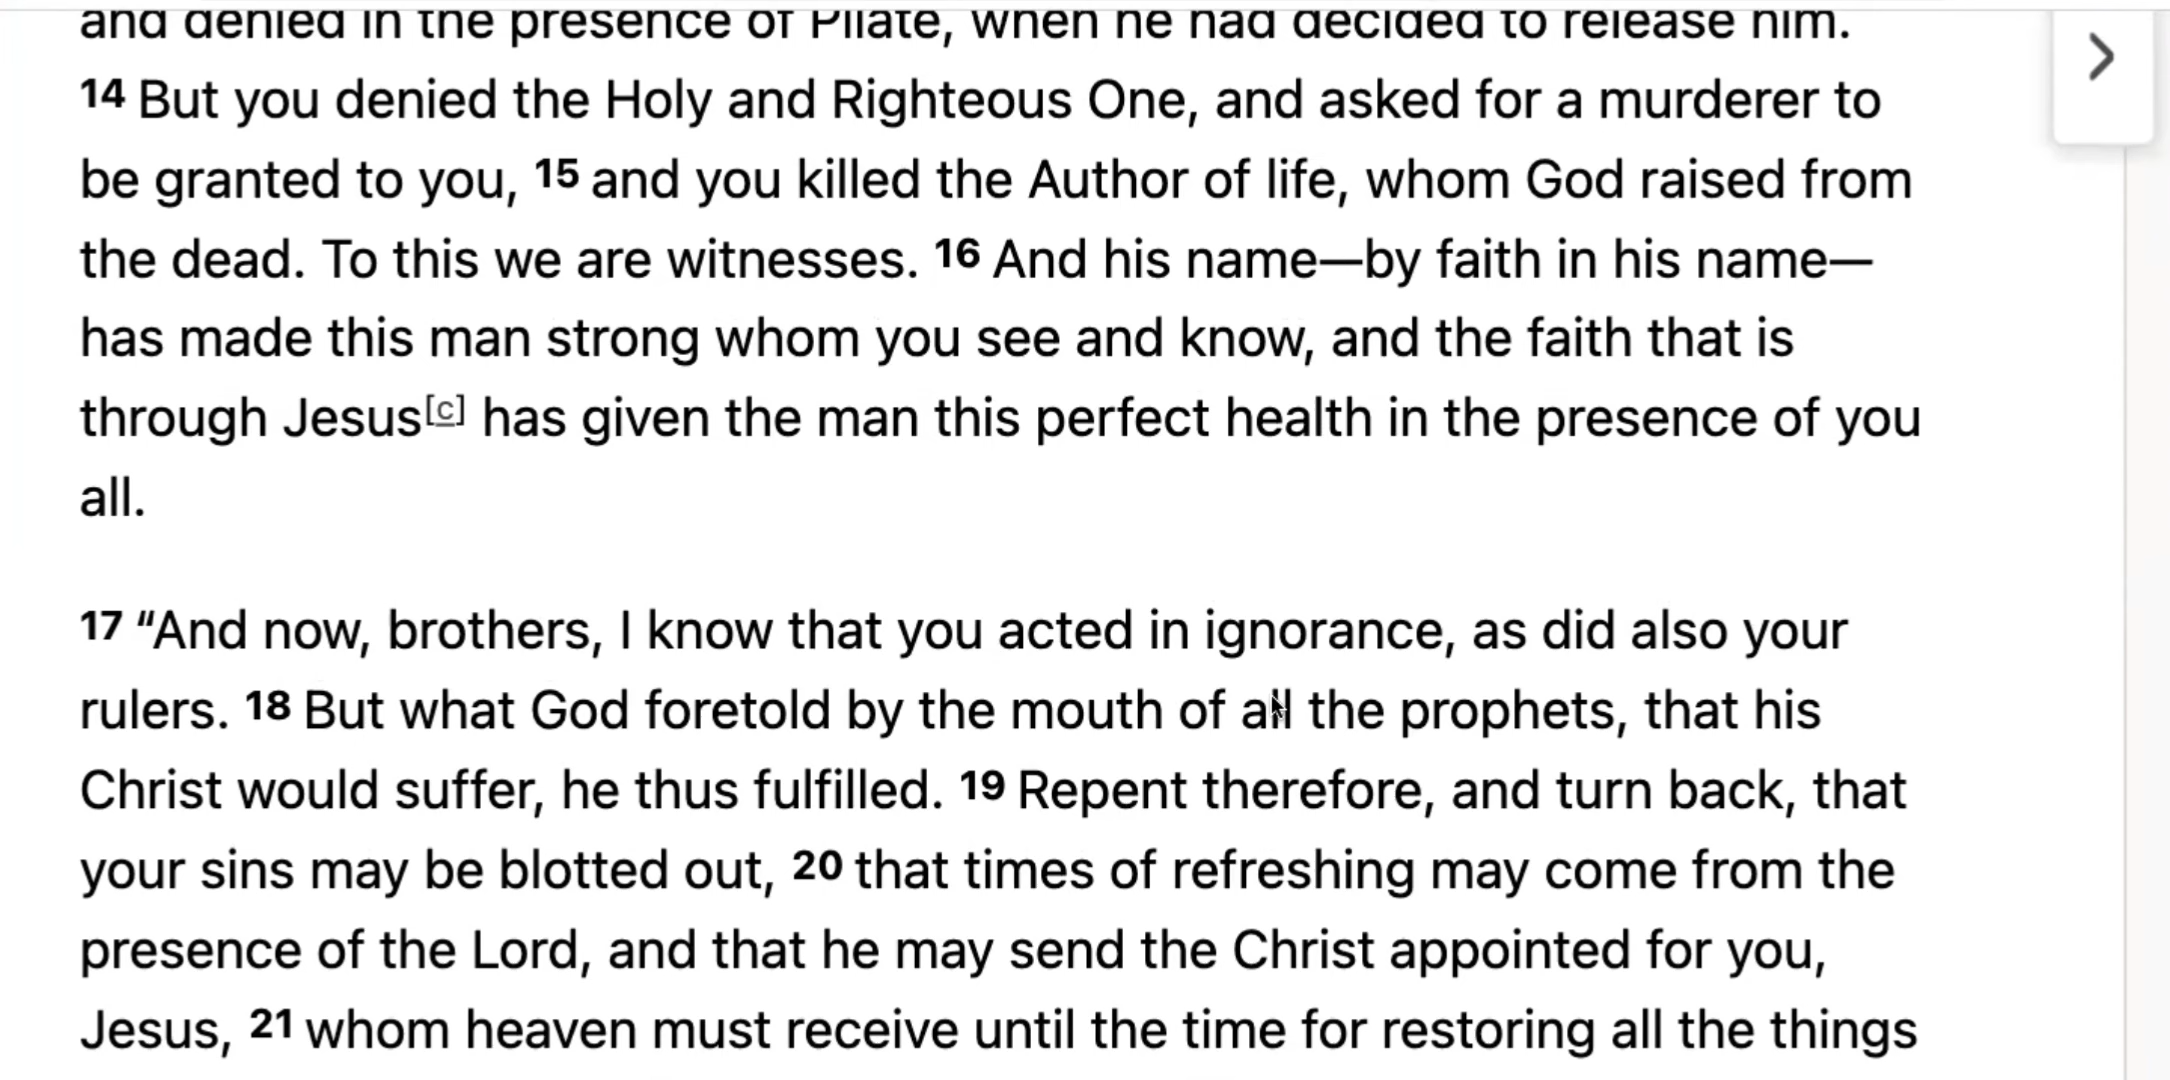 and denied in the presence of Pilate, when he had decided to release him.
14 But you denied the Holy and Righteous One, and asked for a murderer to
be granted to you, 15 and you killed the Author of life, whom God raised from
the dead. To this we are witnesses. 16 And his name—by faith in his name—
has made this man strong whom you see and know, and the faith that is
through Jesus[c] has given the man this perfect health in the presence of you
all.
17 “And now, brothers, I know that you acted in ignorance, as did also your
rulers. 18 But what God foretold by the mouth of all the prophets, that his
Christ would suffer, he thus fulfilled. 19 Repent therefore, and turn back, that
your sins may be blotted out, 20 that times of refreshing may come from the
presence of the Lord, and that he may send the Christ appointed for you,
Jesus, 21 whom heaven must receive until the time for restoring all the things